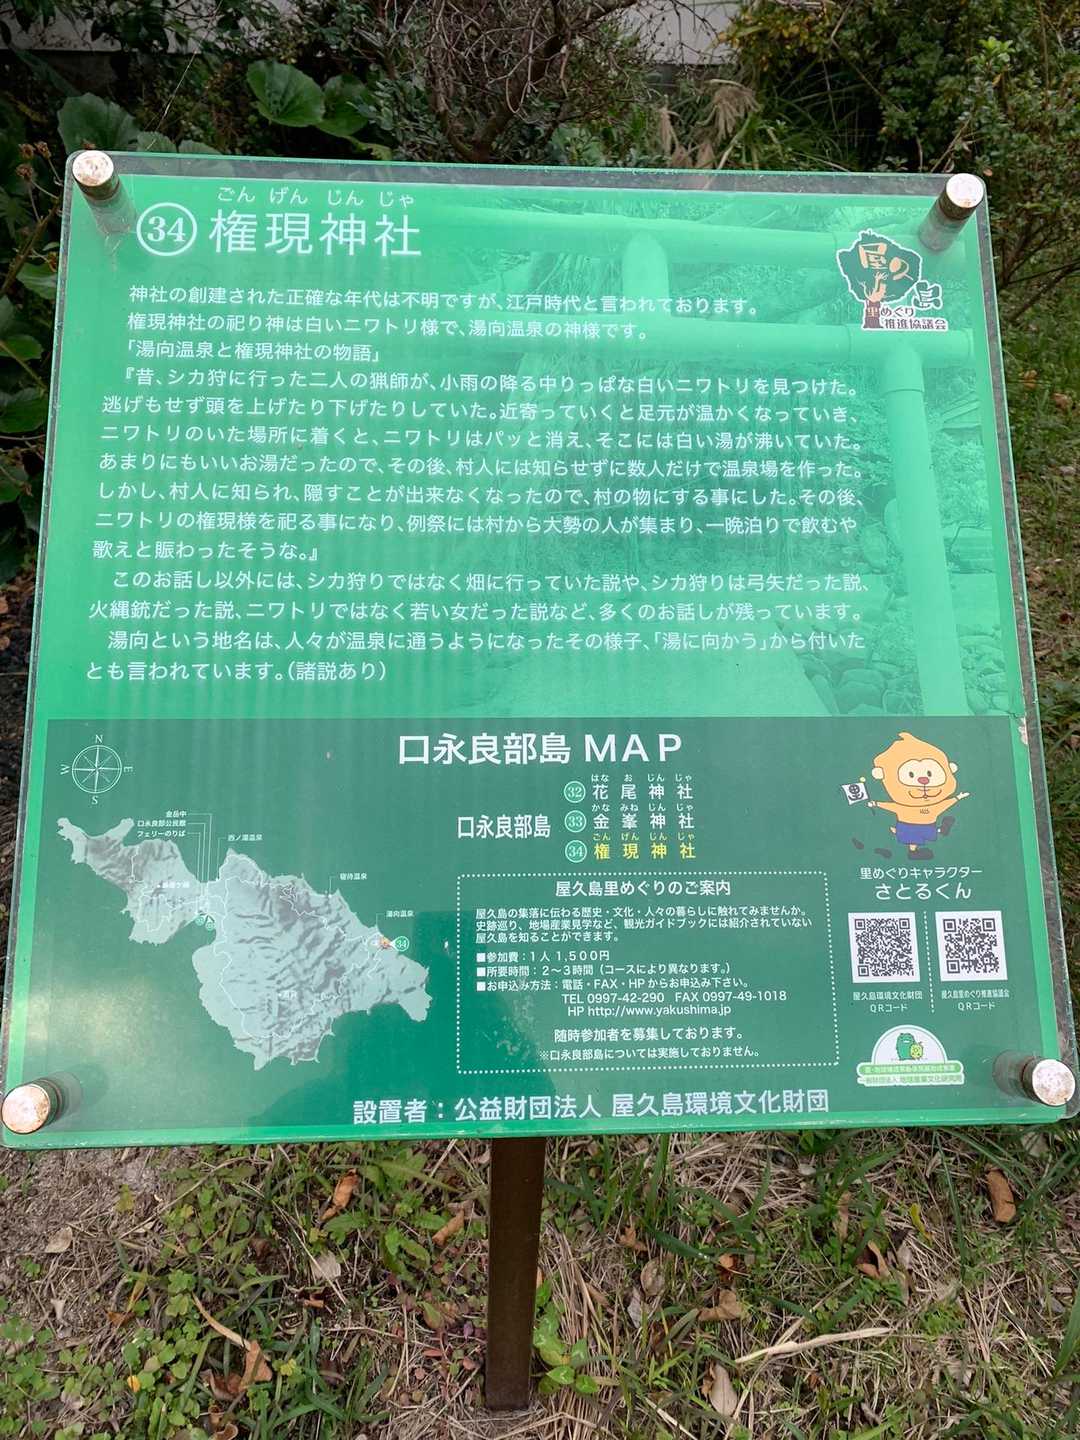 ごん げん じん じゃ
34 権現神社
屋久島
里めぐり
推進協議会
神社の創建された正確な年代は不明ですが、江戸時代と言われております。
権現神社の祀り神は白いニワトリ様で、湯向温泉の神様です。
「湯向温泉と権現神社の物語」
『昔、シカ狩に行った二人の猟師が、小雨の降る中りっぱな白いニワトリを見つけた。
逃げもせず頭を上げたり下げたりしていた。近寄っていくと足元が温かくなっていき、
ニワトリのいた場所に着くと、ニワトリはパッと消え、そこには白い湯が沸いていた。
あまりにもいいお湯だったので、その後、村人には知らせずに数人だけで温泉場を作った。
しかし、村人に知られ、隠すことが出来なくなったので、村の物にする事にした。その後、
ニワトリの権現様を祀る事になり、例祭には村から大勢の人が集まり、一晩泊りで飲むや
歌えと賑わったそうな。』
このお話し以外には、シカ狩りではなく畑に行っていた説や、シカ狩りは弓矢だった説、
火縄銃だった説、ニワトリではなく若い女だった説など、多くのお話しが残っています。
湯向という地名は、人々が温泉に通うようになったその様子、「湯に向かう」から付いた
とも言われています。（諸説あり）
口永良部島 MAP
N
W E
S
金岳中
口永良部公民館
フェリーのりば
西ノ湯温泉
寝待温泉
湯向温泉
34
口永良部島
はな お じん じゃ
32 花尾神社
かな みね じん じゃ
33 金峯神社
ごん げん じん じゃ
34 権現神社
里
里めぐりキャラクター
さとるくん
屋久島里めぐりのご案内
屋久島の集落に伝わる歴史・文化・人々の暮らしに触れてみませんか。
史跡巡り、地場産業見学など、観光ガイドブックには紹介されていない
屋久島を知ることができます。
■参加費：1人 1,500円
■所要時間：2～3時間（コースにより異なります。）
■お申込み方法：電話・FAX・HPからお申込み下さい。
TEL 0997-42-290 FAX 0997-49-1018
HP http://www.yakushima.jp
随時参加者を募集しております。
※口永良部島については実施しておりません。
屋久島環境文化財団
QRコード
屋久島里めぐり推進協議会
QRコード
一般財団法人 地球産業文化研究所
設置者：公益財団法人 屋久島環境文化財団